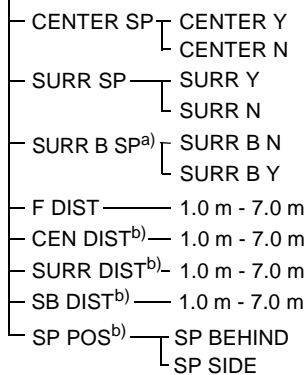 CENTER SP CENTER Y
CENTER N
SURR SP SURR Y
SURR N
SURR B SPa) SURR B N
SURR B Y
F DIST 1.0 m - 7.0 m
CEN DISTb) 1.0 m - 7.0 m
SURR DISTb) 1.0 m - 7.0 m
SB DISTb) 1.0 m - 7.0 m
SP POSb) SP BEHIND
SP SIDE